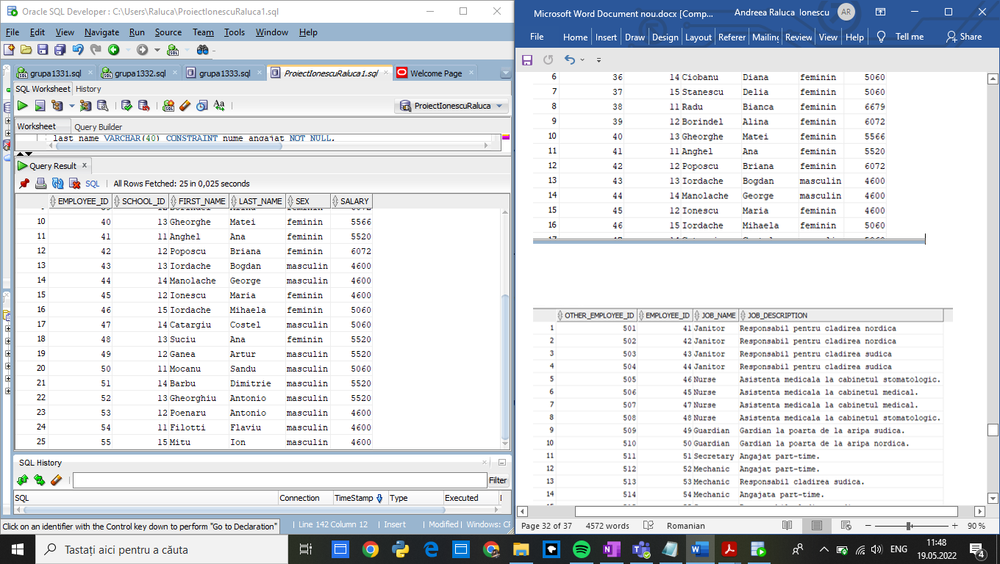 Oracle SQL Developer : C:\Users\Raluca\ProiectIonescuRaluca1.sql
File Edit View Navigate Run Source Team Tools Window Help
grupa1331.sql grupa1332.sql grupa1333.sql ProiectIonescuRaluca1.sql Welcome Page
SQL Worksheet History
ProiectIonescuRaluca
Worksheet Query Builder
last_name VARCHAR(40) CONSTRAINT nume_angajat NOT NULL,
Query Result
SQL | All Rows Fetched: 25 in 0,025 seconds
EMPLOYEE_ID SCHOOL_ID FIRST_NAME LAST_NAME SEX SALARY
10 40 13 Gheorghe Matei feminin 5566
11 41 11 Anghel Ana feminin 5520
12 42 12 Poposcu Briana feminin 6072
13 43 13 Iordache Bogdan masculin 4600
14 44 14 Manolache George masculin 4600
15 45 12 Ionescu Maria feminin 4600
16 46 15 Iordache Mihaela feminin 5060
17 47 14 Catargiu Costel masculin 5060
18 48 13 Suciu Ana feminin 5520
19 49 12 Ganea Artur masculin 5520
20 50 11 Mocanu Sandu masculin 5060
21 51 14 Barbu Dimitrie masculin 5520
22 52 13 Gheorghiu Antonio masculin 5520
23 53 12 Poenaru Antonio masculin 4600
24 54 11 Filotti Flaviu masculin 4600
25 55 15 Mitu Ion masculin 4600
SQL History
Filter
SQL Connection TimeStamp Type Executed
Click on an identifier with the Control key down to perform "Go to Declaration" | Line 142 Column 12 | Insert | Modified | Windows: CF
Microsoft Word Document nou.docx [Comp... Andreea Raluca Ionescu AR
File Home Insert Draw Design Layout Referer Mailing Review View Help Tell me Share
6 36 14 Ciobanu Diana feminin 5060
7 37 15 Stanescu Delia feminin 5060
8 38 11 Radu Bianca feminin 6679
9 39 12 Borindel Alina feminin 6072
10 40 13 Gheorghe Matei feminin 5566
11 41 11 Anghel Ana feminin 5520
12 42 12 Poposcu Briana feminin 6072
13 43 13 Iordache Bogdan masculin 4600
14 44 14 Manolache George masculin 4600
15 45 12 Ionescu Maria feminin 4600
16 46 15 Iordache Mihaela feminin 5060
OTHER_EMPLOYEE_ID EMPLOYEE_ID JOB_NAME JOB_DESCRIPTION
1 501 41 Janitor Responsabil pentru cladirea nordica
2 502 42 Janitor Responsabil pentru cladirea nordica
3 503 43 Janitor Responsabil pentru cladirea sudica
4 504 44 Janitor Responsabil pentru cladirea sudica
5 505 46 Nurse Asistenta medicala la cabinetul stomatologic.
6 506 45 Nurse Asistenta medicala la cabinetul medical.
7 507 47 Nurse Asistenta medicala la cabinetul medical.
8 508 48 Nurse Asistenta medicala la cabinetul stomatologic.
9 509 49 Guardian Gardian la poarta de la aripa sudica.
10 510 50 Guardian Gardian la poarta de la aripa nordica.
11 511 51 Secretary Angajat part-time.
12 512 52 Mechanic Angajat part-time.
13 513 53 Mechanic Responsabil cladirea sudica.
14 514 54 Mechanic Angajata part-time.
Page 32 of 37 4572 words Romanian 90 %
Tastați aici pentru a căuta
ENG 11:48
19.05.2022
4